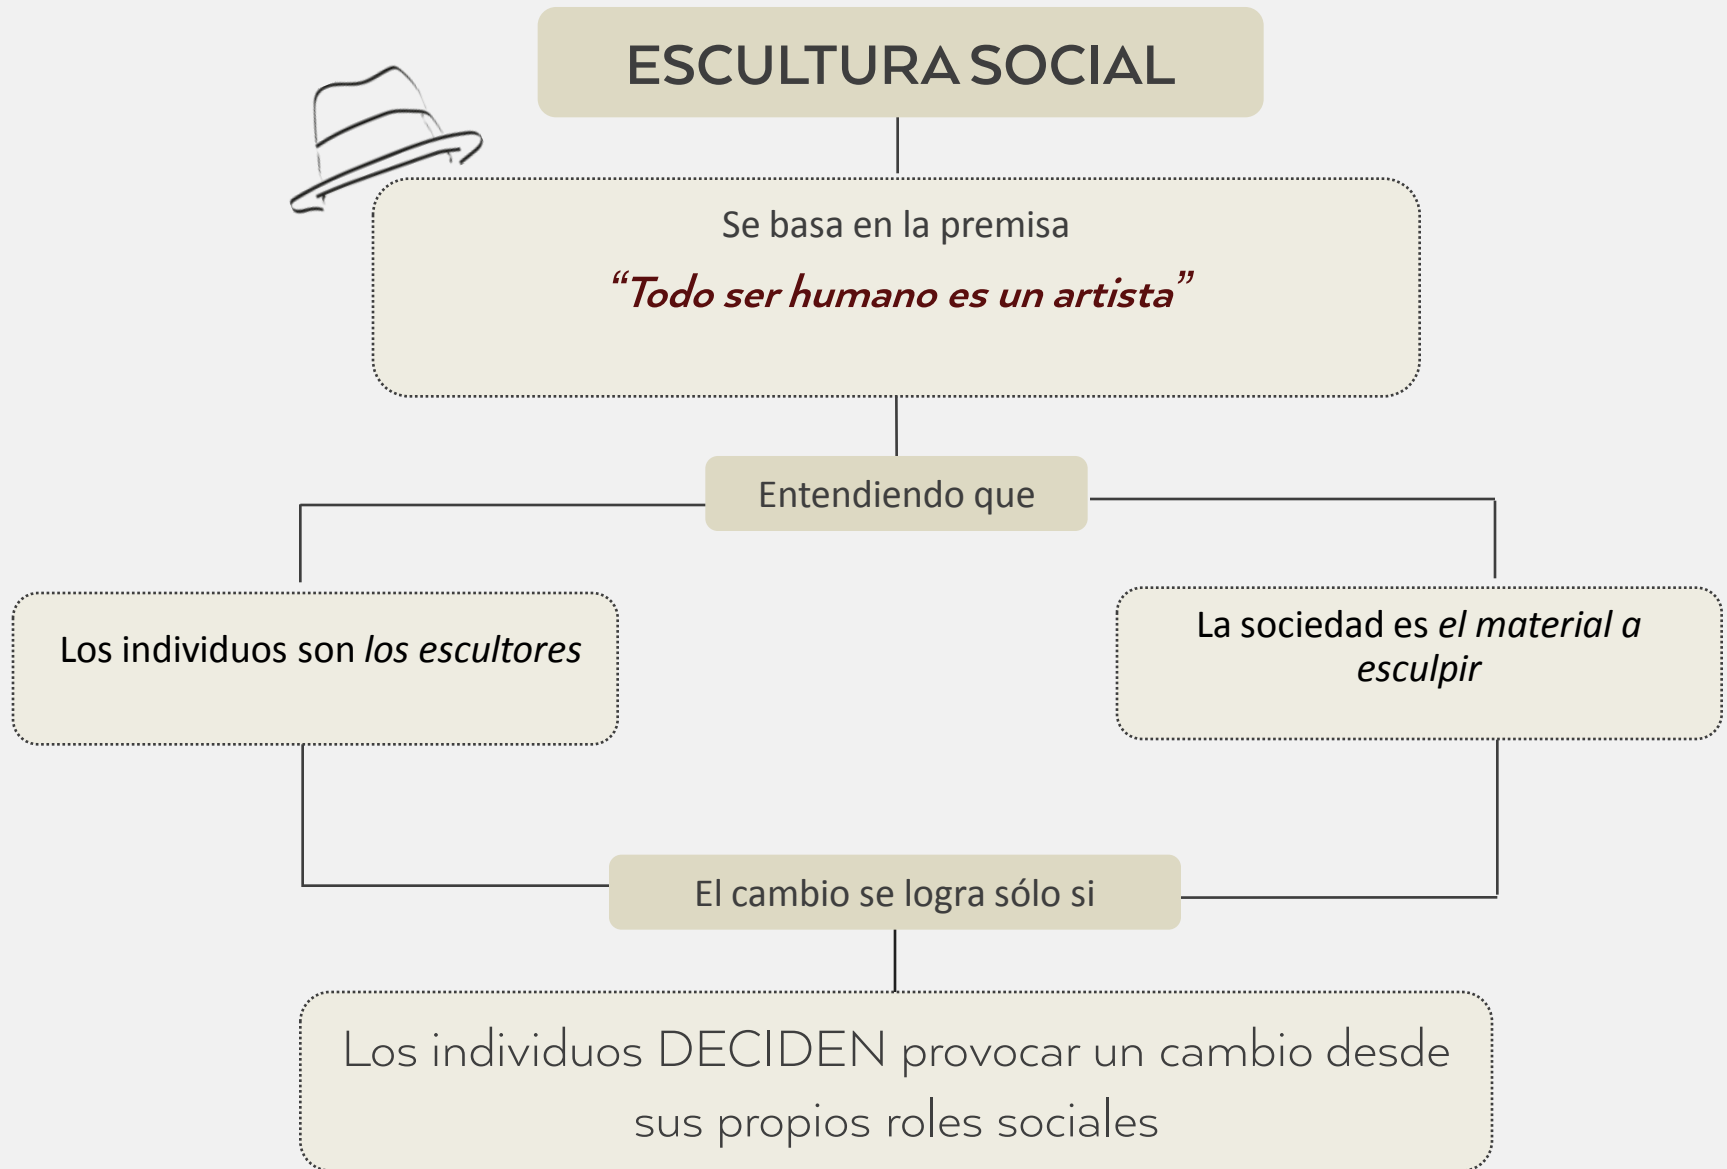 ESCULTURA SOCIAL
Se basa en la premisa
“Todo ser humano es un artista”
Entendiendo que
Los individuos son los escultores
La sociedad es el material a
esculpir
El cambio se logra sólo si
Los individuos DECIDEN provocar un cambio desde
sus propios roles sociales